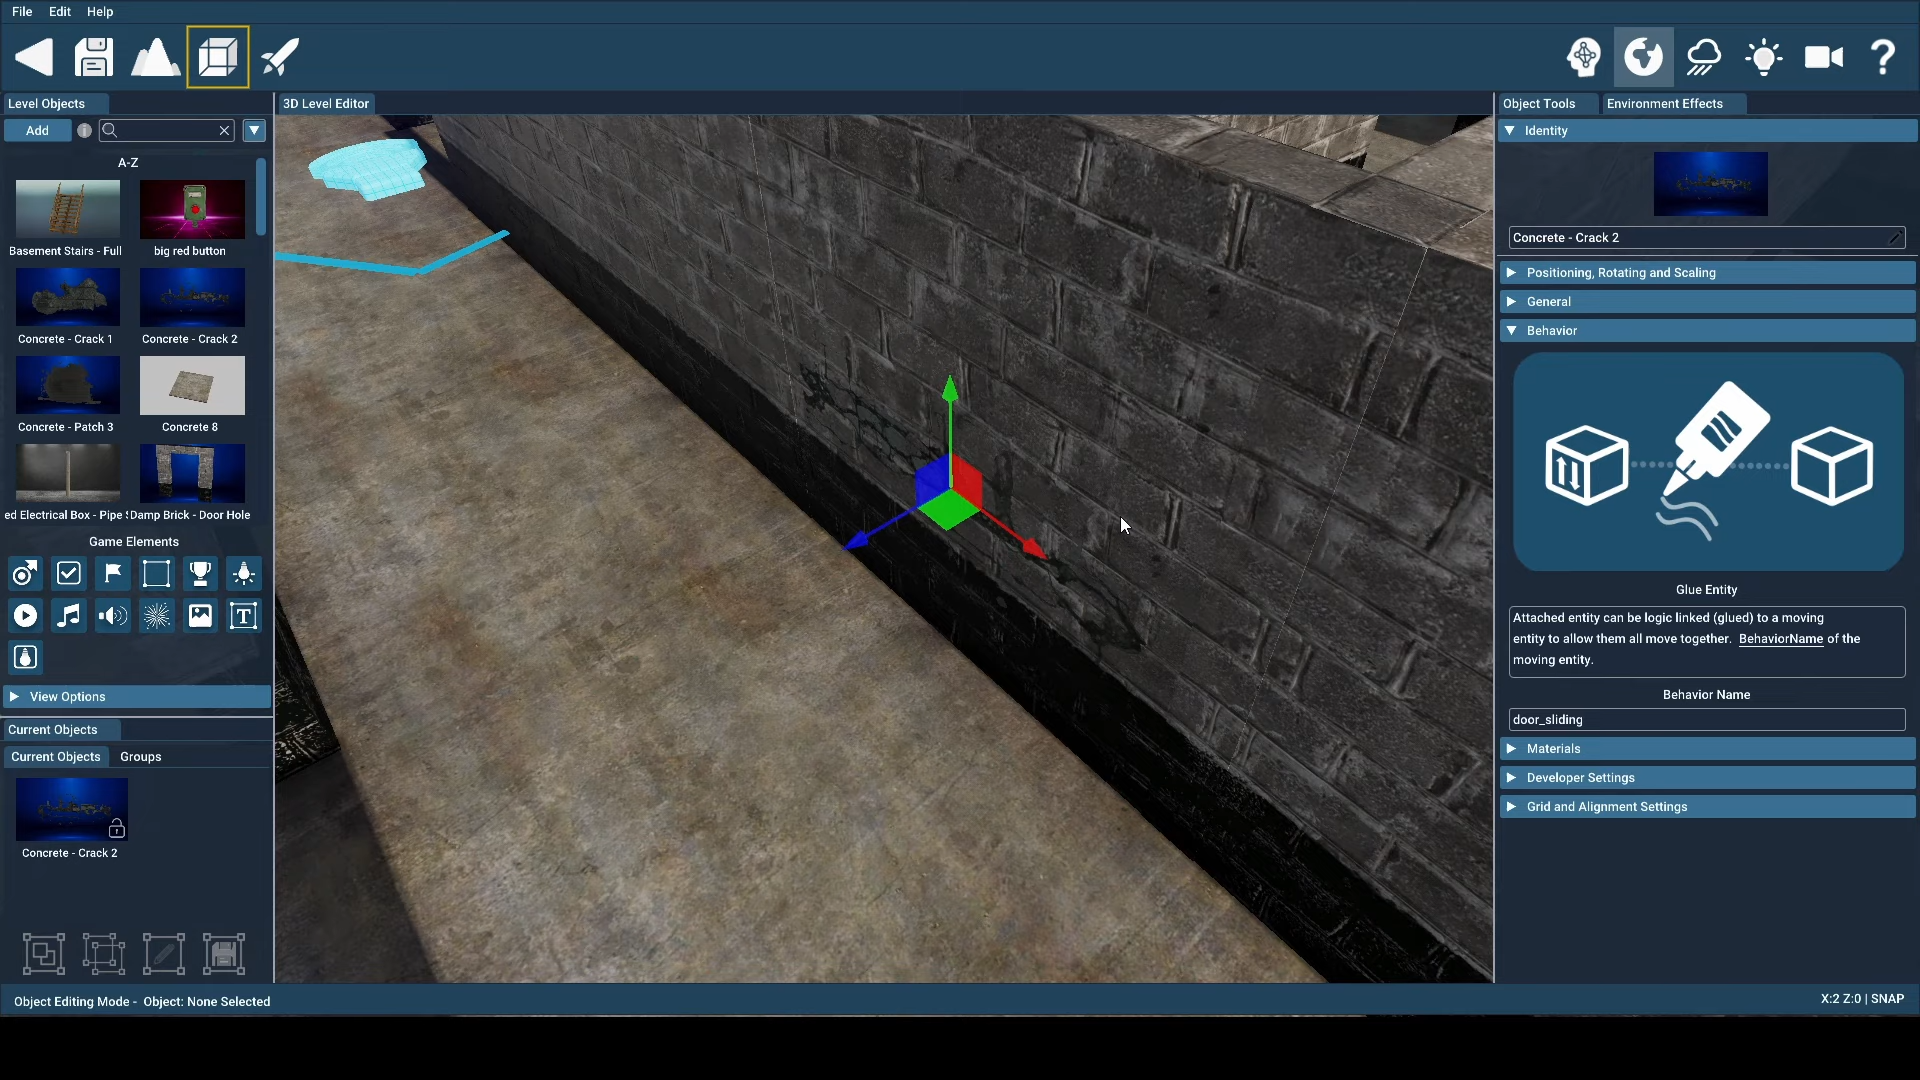 File Edit Help
Level Objects
Add
A-Z
Basement Stairs - Full
big red button
Concrete - Crack 1
Concrete - Crack 2
Concrete - Patch 3
Concrete 8
ed Electrical Box - Pipe
Damp Brick - Door Hole
Game Elements
View Options
Current Objects
Current Objects Groups
Concrete - Crack 2
Object Editing Mode - Object: None Selected
3D Level Editor
Object Tools Environment Effects
Identity
Concrete - Crack 2
Positioning, Rotating and Scaling
General
Behavior
Glue Entity
Attached entity can be logic linked (glued) to a moving
entity to allow them all move together. BehaviorName of the
moving entity.
Behavior Name
door_sliding
Materials
Developer Settings
Grid and Alignment Settings
X:2 Z:0 | SNAP